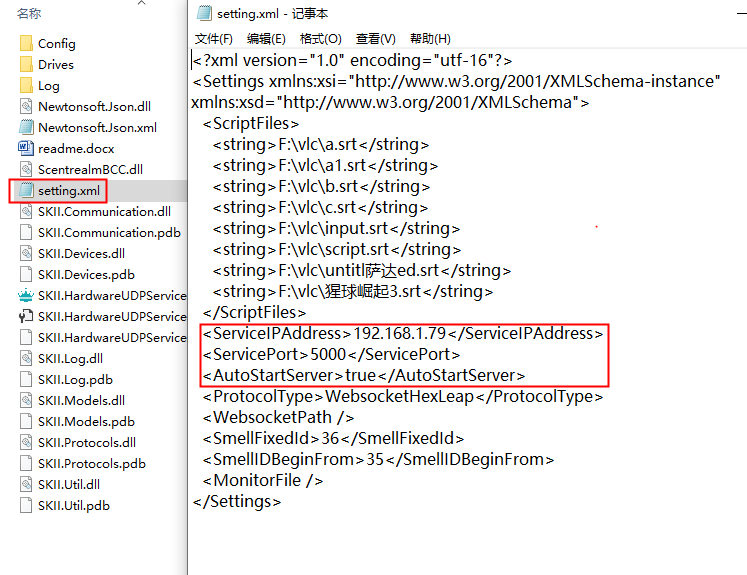 名称
Config
Drives
Log
Newtonsoft.Json.dll
Newtonsoft.Json.xml
readme.docx
ScentrealmBCC.dll
setting.xml
SKII.Communication.dll
SKII.Communication.pdb
SKII.Devices.dll
SKII.Devices.pdb
SKII.HardwareUDPService
SKII.HardwareUDPService
SKII.HardwareUDPService
SKII.Log.dll
SKII.Log.pdb
SKII.Models.dll
SKII.Models.pdb
SKII.Protocols.dll
SKII.Protocols.pdb
SKII.Util.dll
SKII.Util.pdb
setting.xml - 记事本
文件(F) 编辑(E) 格式(O) 查看(V) 帮助(H)
<?xml version="1.0" encoding="utf-16"?>
<Settings xmlns:xsi="http://www.w3.org/2001/XMLSchema-instance"
xmlns:xsd="http://www.w3.org/2001/XMLSchema">
<ScriptFiles>
<string>F:\vlc\a.srt</string>
<string>F:\vlc\a1.srt</string>
<string>F:\vlc\b.srt</string>
<string>F:\vlc\c.srt</string>
<string>F:\vlc\input.srt</string>
<string>F:\vlc\script.srt</string>
<string>F:\vlc\untitl萨达ed.srt</string>
<string>F:\vlc\猩球崛起3.srt</string>
</ScriptFiles>
<ServiceIPAddress>192.168.1.79</ServiceIPAddress>
<ServicePort>5000</ServicePort>
<AutoStartServer>true</AutoStartServer>
<ProtocolType>WebsocketHexLeap</ProtocolType>
<WebsocketPath />
<SmellFixedId>36</SmellFixedId>
<SmellIDBeginFrom>35</SmellIDBeginFrom>
<MonitorFile />
</Settings>